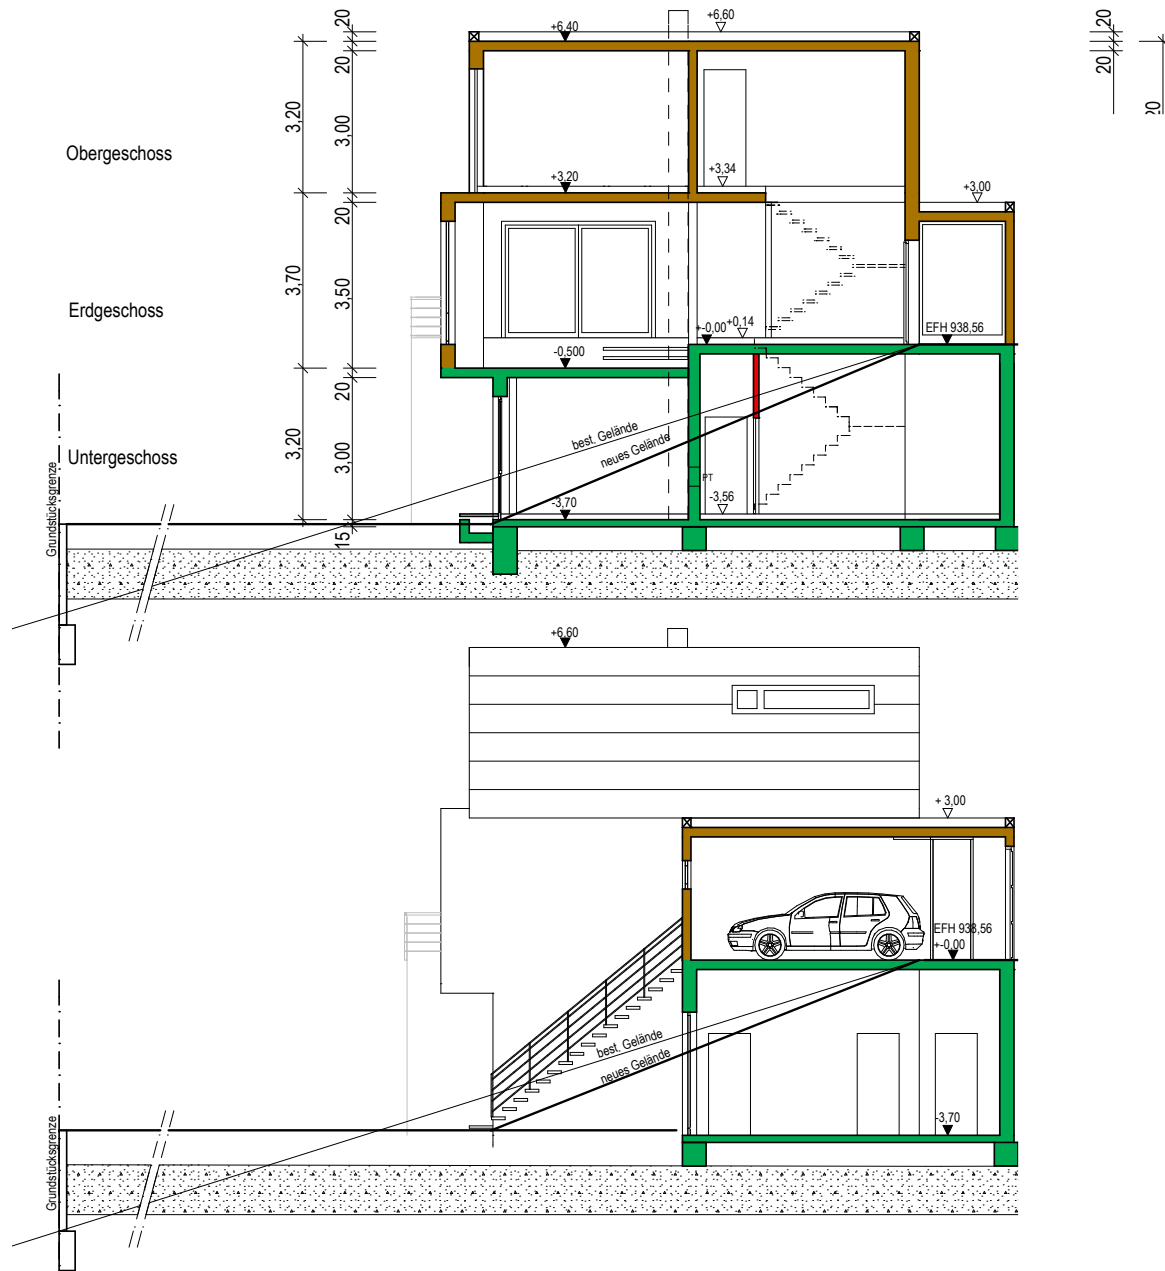 20
+6,40
+6,60
20
20
3,20
3,00
20
20
Obergeschoss
+3,20
+3,34
+3,00
20
3,70
3,50
Erdgeschoss
+-0,00
+0,14
EFH 938,56
-0,500
20
3,20
3,00
best. Gelände
neues Gelände
Untergeschoss
PT
-3,70
-3,56
Grundstücksgrenze
15
+6,60
+ 3,00
EFH 938,56
+-0,00
best. Gelände
neues Gelände
-3,70
Grundstücksgrenze